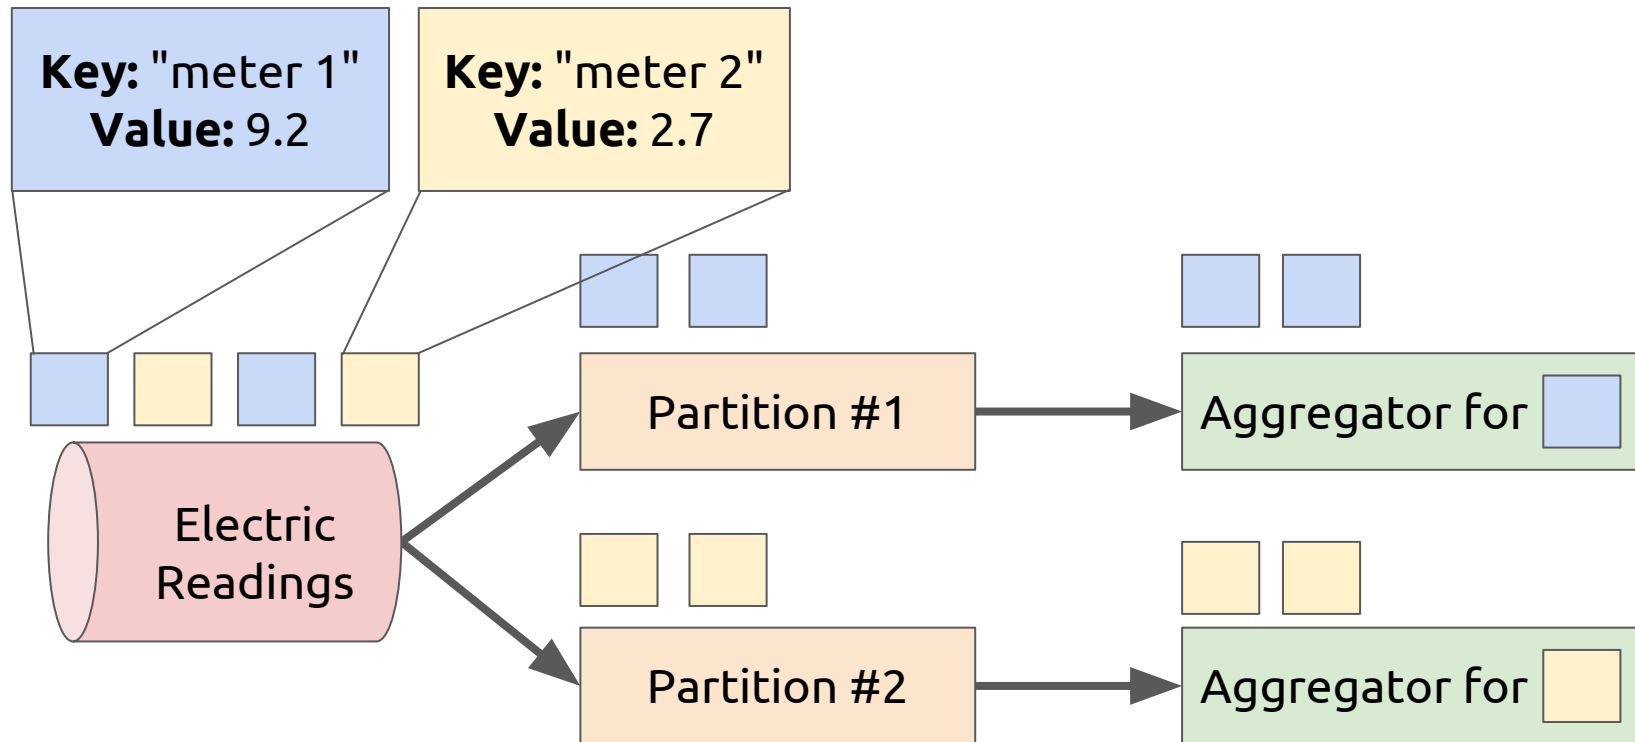 Key: "meter 1"
Value: 9.2
Key: "meter 2"
Value: 2.7
Electric
Readings
Partition #1
Aggregator for
Partition #2
Aggregator for